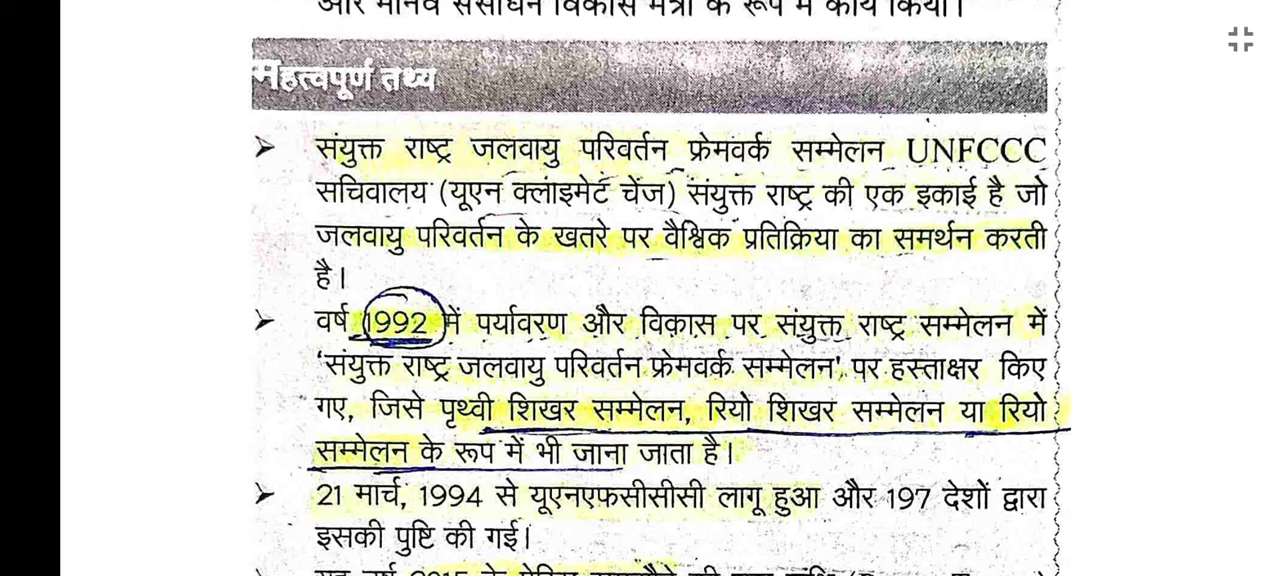 और मानव संसाधन विकास मंत्री के रूप में कार्य किया।
महत्वपूर्ण तथ्य
➤ संयुक्त राष्ट्र जलवायु परिवर्तन फ्रेमवर्क सम्मेलन UNFCCC
सचिवालय (यूएन क्लाइमेट चेंज) संयुक्त राष्ट्र की एक इकाई है जो
जलवायु परिवर्तन के खतरे पर वैश्विक प्रतिक्रिया का समर्थन करती
है।
➤ वर्ष 1992 में पर्यावरण और विकास पर संयुक्त राष्ट्र सम्मेलन में
'संयुक्त राष्ट्र जलवायु परिवर्तन फ्रेमवर्क सम्मेलन' पर हस्ताक्षर किए
गए, जिसे पृथ्वी शिखर सम्मेलन, रियो शिखर सम्मेलन या रियो
सम्मेलन के रूप में भी जाना जाता है।
➤ 21 मार्च, 1994 से यूएनएफसीसीसी लागू हुआ और 197 देशों द्वारा
इसकी पुष्टि की गई।